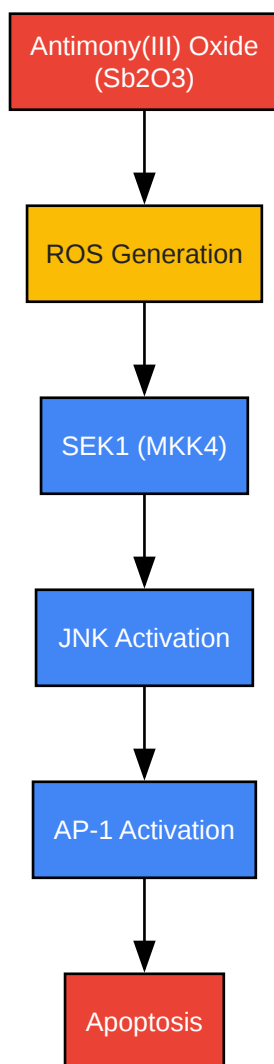 Antimony(III) Oxide
(Sb2O3)
ROS Generation
SEK1 (MKK4)
JNK Activation
AP-1 Activation
Apoptosis